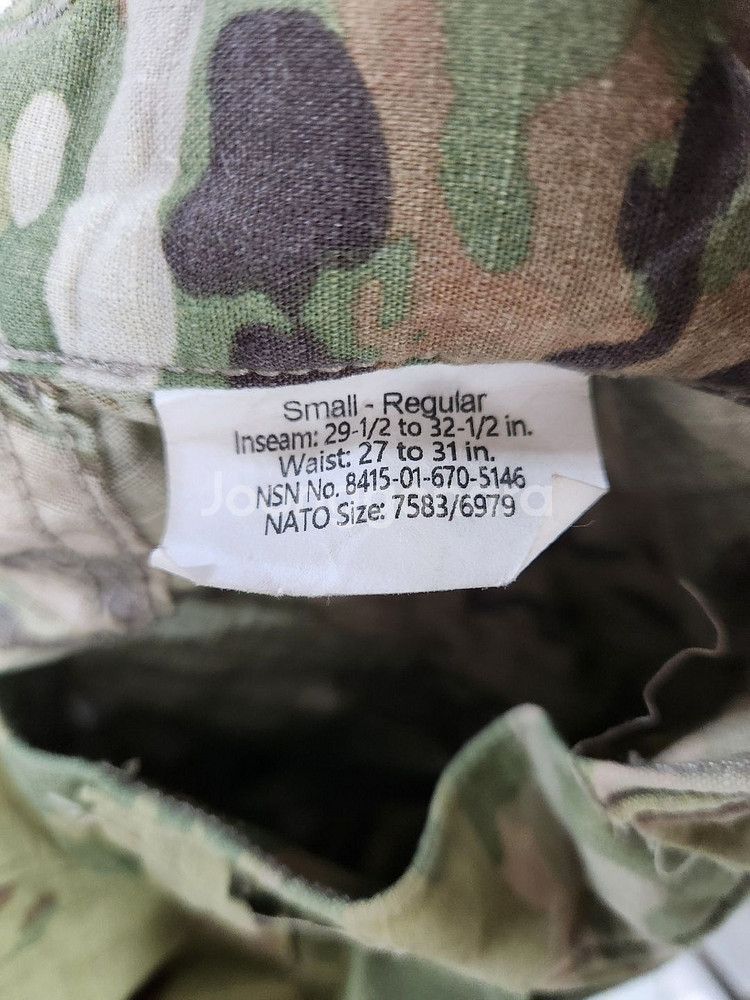 Small - Regular
Inseam: 29-1/2 to 32-1/2 in.
Waist: 27 to 31 in.
NSN No. 8415-01-670-5146
NATO Size: 7583/6979